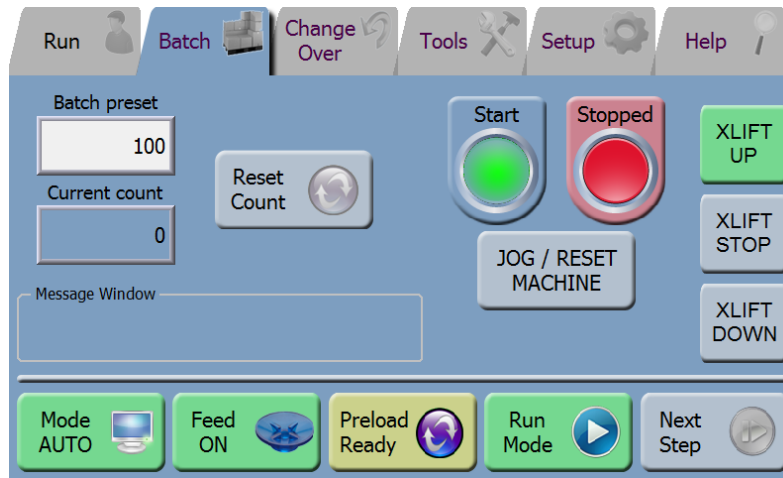 Run
Batch
Change
Over
Tools
Setup
Help
Batch preset
100
Current count
0
Reset
Count
Start
Stopped
JOG / RESET
MACHINE
XLIFT
UP
XLIFT
STOP
XLIFT
DOWN
Message Window
Mode
AUTO
Feed
ON
Preload
Ready
Run
Mode
Next
Step